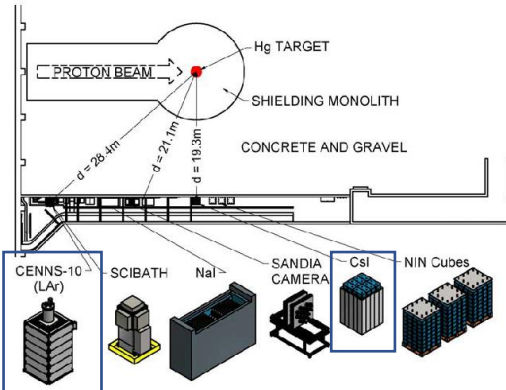 Hg TARGET
PROTON BEAM
SHIELDING MONOLITH
d = 28.4m
d = 21.1m
d = 19.3m
CONCRETE AND GRAVEL
CENNS-10
(LAr)
SCIBATH
NaI
SANDIA
CAMERA
CsI
NIN Cubes